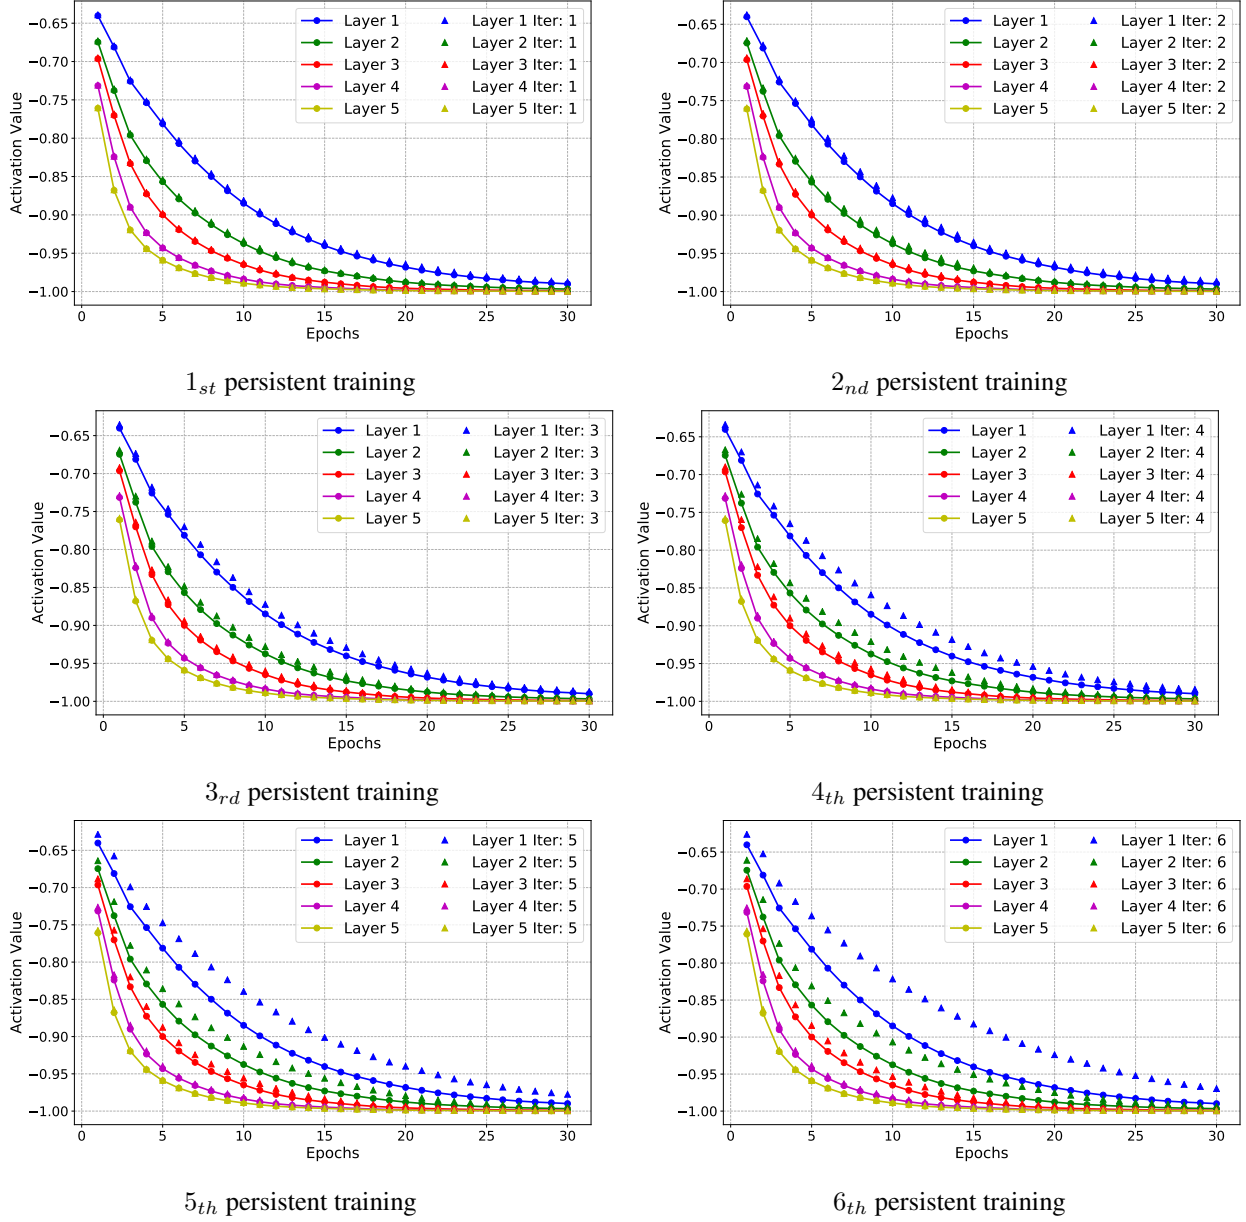 Layer 1 Layer 1 Iter: 1
Layer 2 Layer 2 Iter: 1
Layer 3 Layer 3 Iter: 1
Layer 4 Layer 4 Iter: 1
Layer 5 Layer 5 Iter: 1
Activation Value
−0.65
−0.70
−0.75
−0.80
−0.85
−0.90
−0.95
−1.00
0 5 10 15 20 25 30
Epochs
1st persistent training
Layer 1 Layer 1 Iter: 2
Layer 2 Layer 2 Iter: 2
Layer 3 Layer 3 Iter: 2
Layer 4 Layer 4 Iter: 2
Layer 5 Layer 5 Iter: 2
Activation Value
−0.65
−0.70
−0.75
−0.80
−0.85
−0.90
−0.95
−1.00
0 5 10 15 20 25 30
Epochs
2nd persistent training
Layer 1 Layer 1 Iter: 3
Layer 2 Layer 2 Iter: 3
Layer 3 Layer 3 Iter: 3
Layer 4 Layer 4 Iter: 3
Layer 5 Layer 5 Iter: 3
Activation Value
−0.65
−0.70
−0.75
−0.80
−0.85
−0.90
−0.95
−1.00
0 5 10 15 20 25 30
Epochs
3rd persistent training
Layer 1 Layer 1 Iter: 4
Layer 2 Layer 2 Iter: 4
Layer 3 Layer 3 Iter: 4
Layer 4 Layer 4 Iter: 4
Layer 5 Layer 5 Iter: 4
Activation Value
−0.65
−0.70
−0.75
−0.80
−0.85
−0.90
−0.95
−1.00
0 5 10 15 20 25 30
Epochs
4th persistent training
Layer 1 Layer 1 Iter: 5
Layer 2 Layer 2 Iter: 5
Layer 3 Layer 3 Iter: 5
Layer 4 Layer 4 Iter: 5
Layer 5 Layer 5 Iter: 5
Activation Value
−0.65
−0.70
−0.75
−0.80
−0.85
−0.90
−0.95
−1.00
0 5 10 15 20 25 30
Epochs
5th persistent training
Layer 1 Layer 1 Iter: 6
Layer 2 Layer 2 Iter: 6
Layer 3 Layer 3 Iter: 6
Layer 4 Layer 4 Iter: 6
Layer 5 Layer 5 Iter: 6
Activation Value
−0.65
−0.70
−0.75
−0.80
−0.85
−0.90
−0.95
−1.00
0 5 10 15 20 25 30
Epochs
6th persistent training